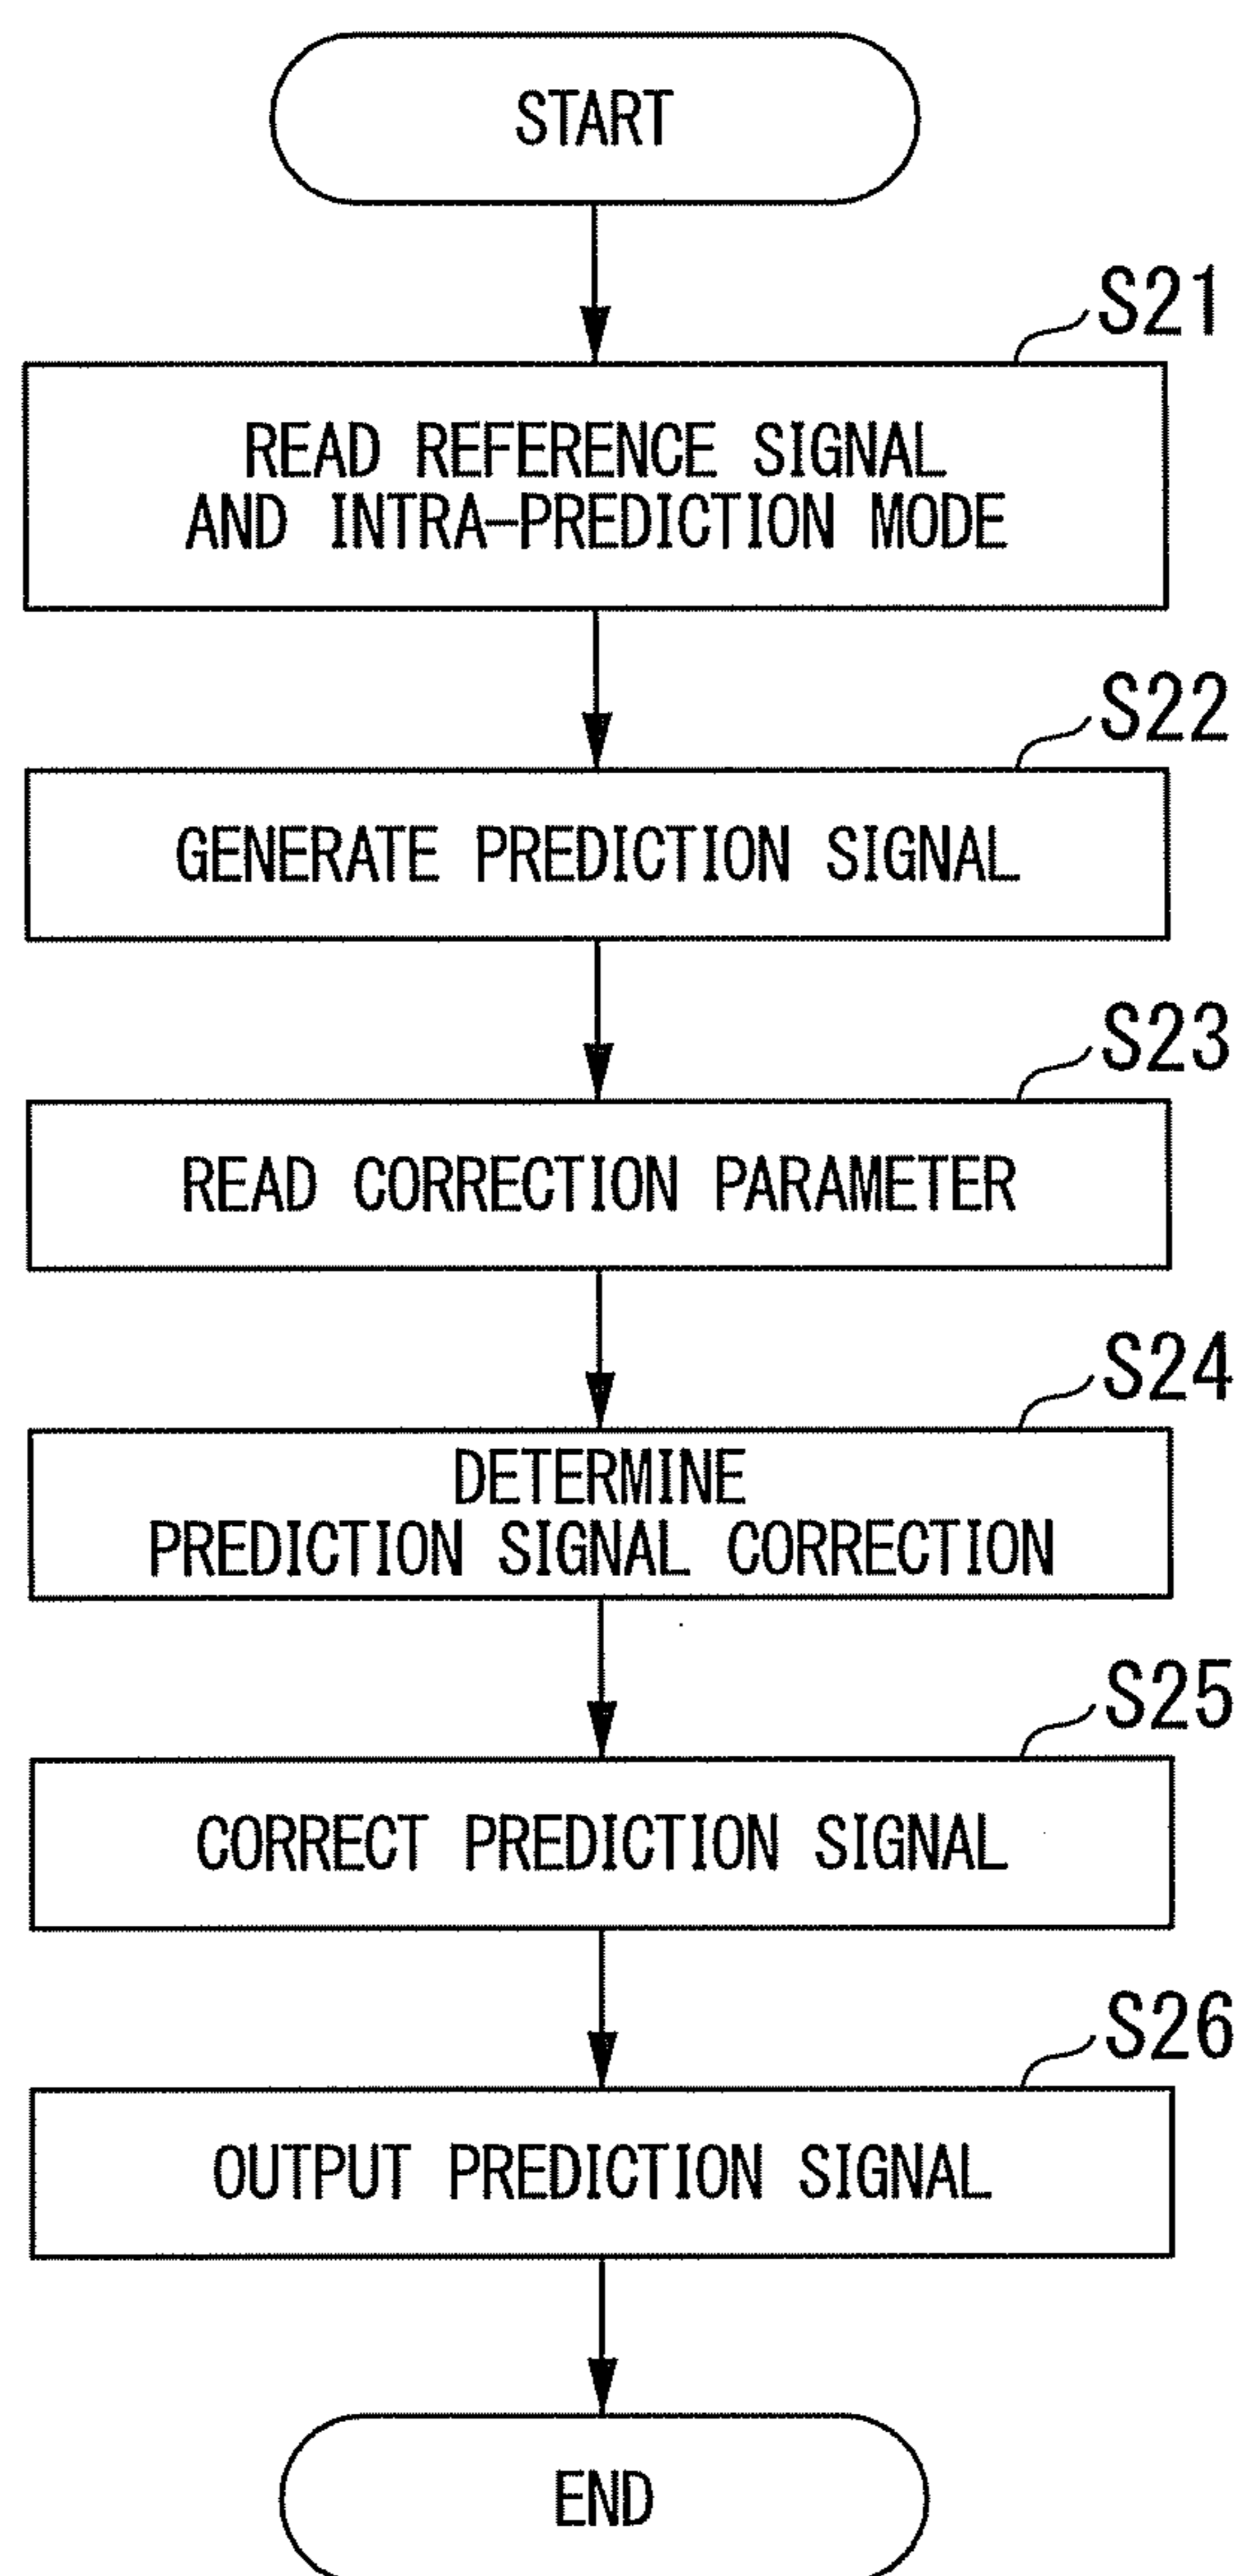 START
S21
READ REFERENCE SIGNAL
AND INTRA-PREDICTION MODE
S22
GENERATE PREDICTION SIGNAL
S23
READ CORRECTION PARAMETER
S24
DETERMINE
PREDICTION SIGNAL CORRECTION
S25
CORRECT PREDICTION SIGNAL
S26
OUTPUT PREDICTION SIGNAL
END